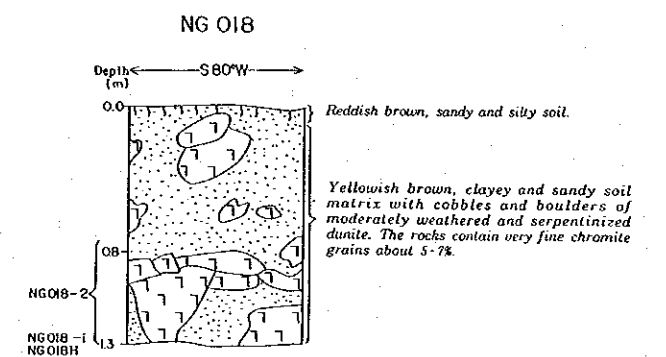 NG 018
Depth
S 80°W
(m)
0.0
Reddish brown, sandy and silty soil.
Yellowish brown, clayey and sandy soil
matrix with cobbles and boulders of
moderately weathered and serpentinized
dunite. The rocks contain very fine chromite
grains about 5-7%.
0.8
NG018-2
NG018-1
1.3
NG018H